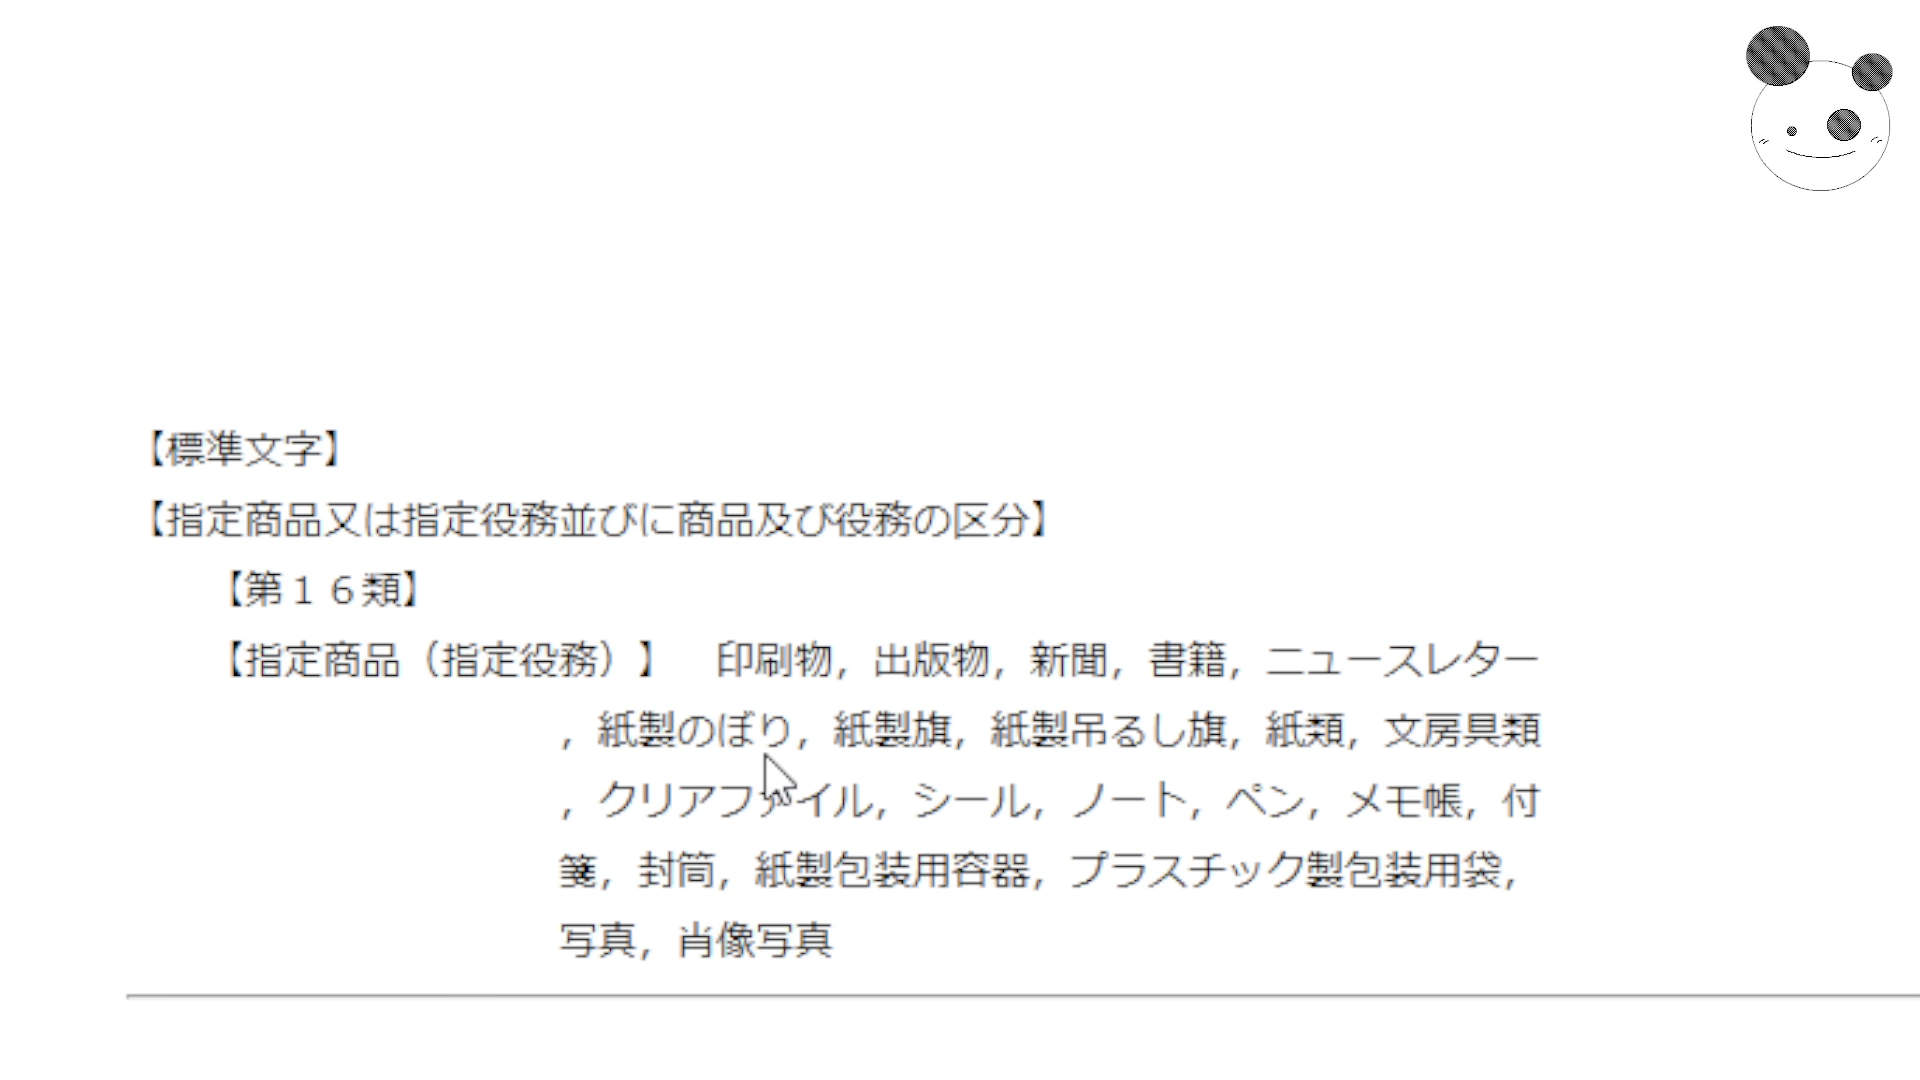 【標準文字】
【指定商品又は指定役務並びに商品及び役務の区分】
【第１６類】
【指定商品（指定役務）】　印刷物，出版物，新聞，書籍，ニュースレター
，紙製のぼり，紙製旗，紙製吊るし旗，紙類，文房具類
，クリアファイル，シール，ノート，ペン，メモ帳，付
箋，封筒，紙製包装用容器，プラスチック製包装用袋，
写真，肖像写真